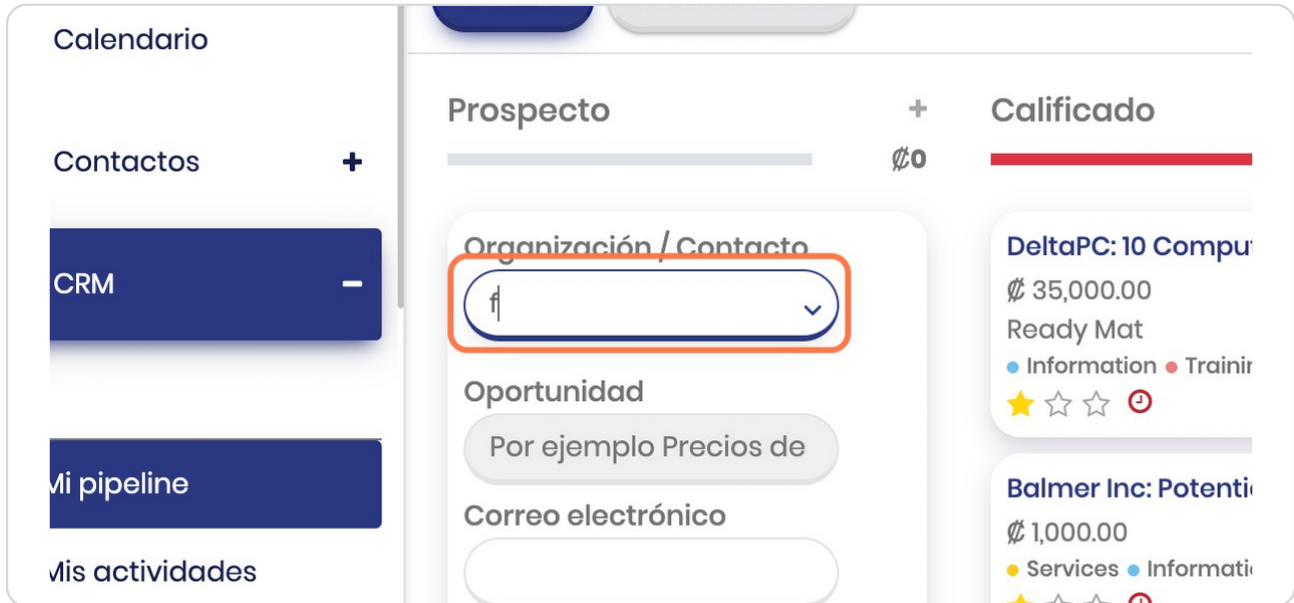 Calendario
Contactos
CRM
Mi pipeline
Mis actividades
Prospecto
₡0
Organización / Contacto
f
Oportunidad
Por ejemplo Precios de
Correo electrónico
Calificado
DeltaPC: 10 Compu
₡ 35,000.00
Ready Mat
Information Trainin
Balmer Inc: Potenti
₡ 1,000.00
Services Informati